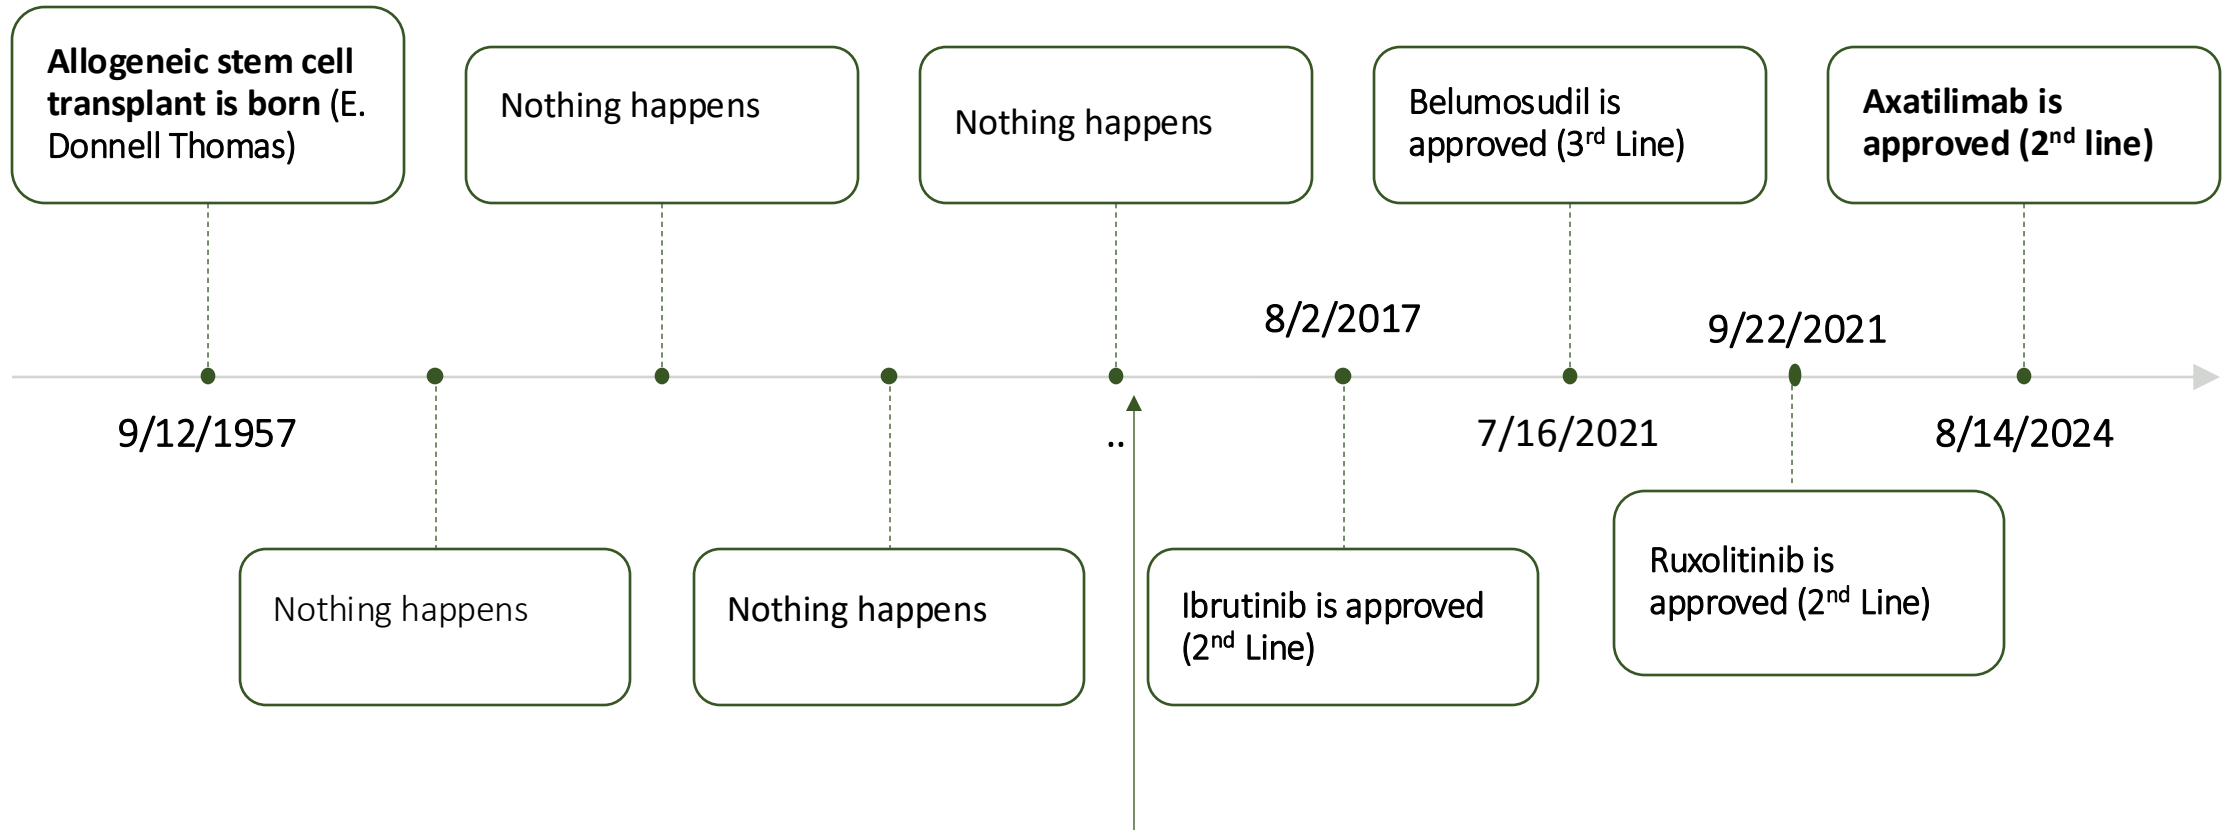 Allogeneic stem cell
transplant is born (E.
Donnell Thomas)
Nothing happens
Nothing happens
Belumosudil is
approved (3rd Line)
Axatilimab is
approved (2nd line)
8/2/2017
9/22/2021
9/12/1957
..
7/16/2021
8/14/2024
Nothing happens
Nothing happens
Ibrutinib is approved
(2nd Line)
Ruxolitinib is
approved (2nd Line)